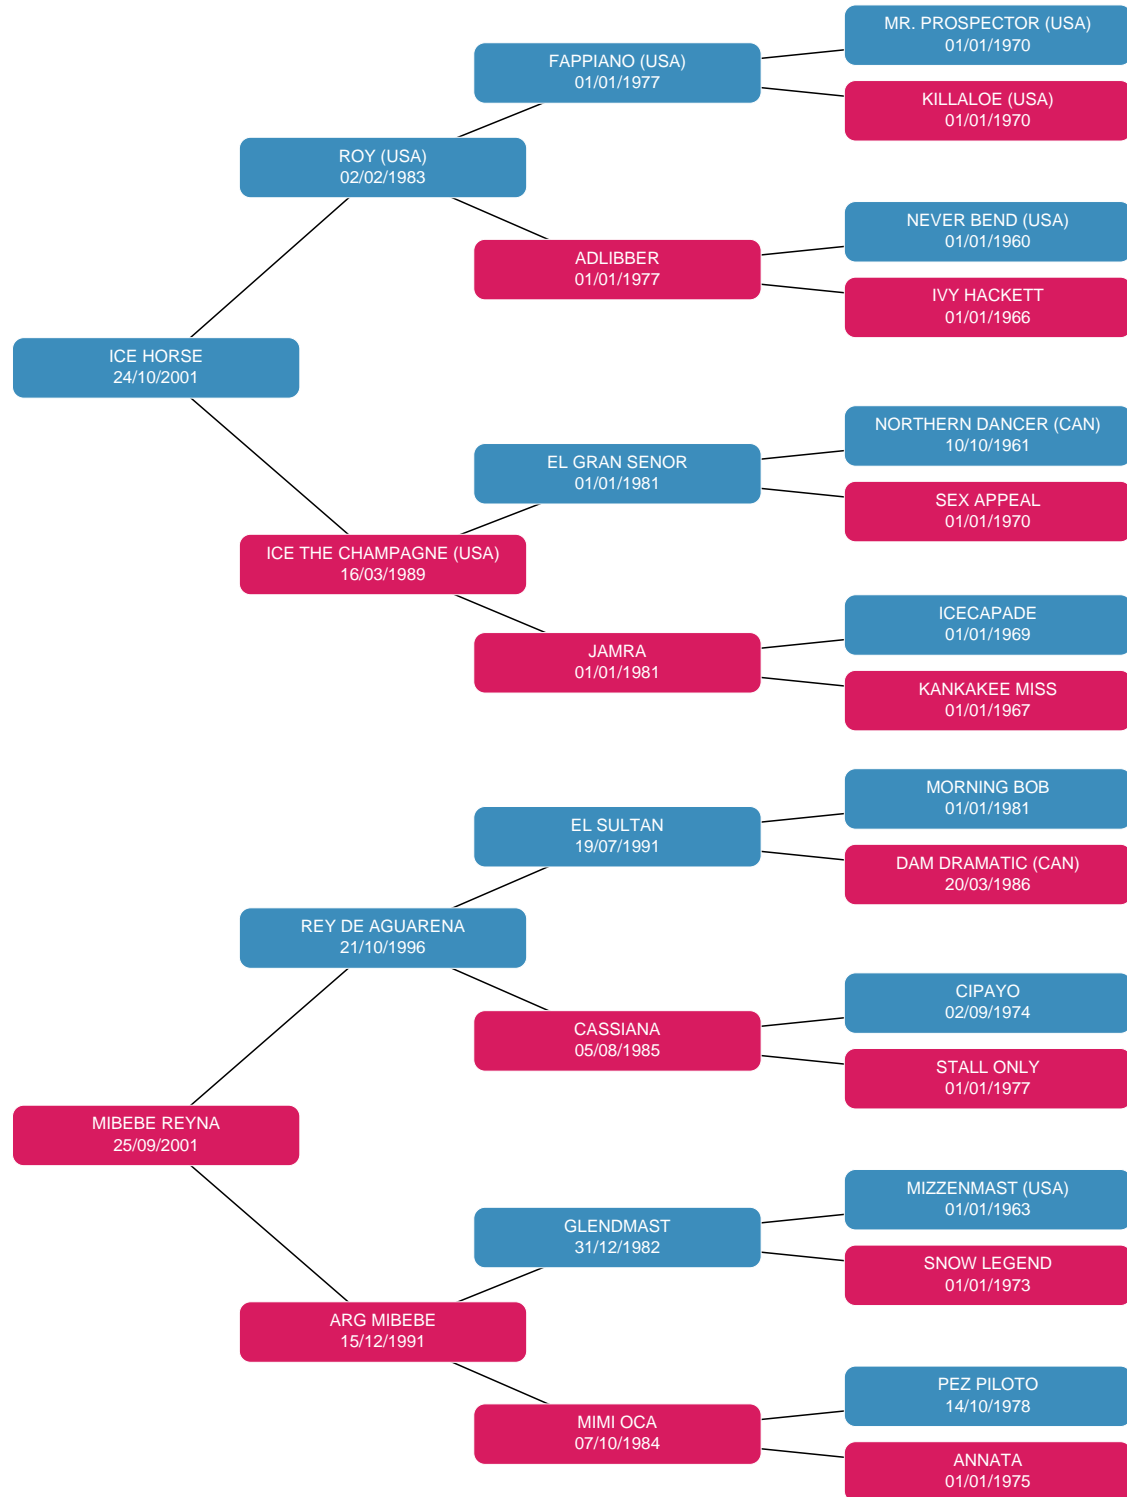 MR. PROSPECTOR (USA)
01/01/1970
FAPPIANO (USA)
01/01/1977
KILLALOE (USA)
01/01/1970
ROY (USA)
02/02/1983
NEVER BEND (USA)
01/01/1960
ADLIBBER
01/01/1977
IVY HACKETT
01/01/1966
ICE HORSE
24/10/2001
NORTHERN DANCER (CAN)
10/10/1961
EL GRAN SENOR
01/01/1981
SEX APPEAL
01/01/1970
ICE THE CHAMPAGNE (USA)
16/03/1989
ICECAPADE
01/01/1969
JAMRA
01/01/1981
KANKAKEE MISS
01/01/1967
MORNING BOB
01/01/1981
EL SULTAN
19/07/1991
DAM DRAMATIC (CAN)
20/03/1986
REY DE AGUARENA
21/10/1996
CIPAYO
02/09/1974
CASSIANA
05/08/1985
STALL ONLY
01/01/1977
MIBEBE REYNA
25/09/2001
MIZZENMAST (USA)
01/01/1963
GLENDMAST
31/12/1982
SNOW LEGEND
01/01/1973
ARG MIBEBE
15/12/1991
PEZ PILOTO
14/10/1978
MIMI OCA
07/10/1984
ANNATA
01/01/1975